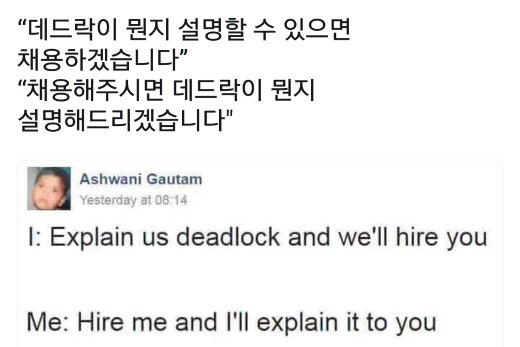 “데드락이 뭔지 설명할 수 있으면
채용하겠습니다”
“채용해주시면 데드락이 뭔지
설명해드리겠습니다"
Ashwani Gautam
Yesterday at 08:14
I: Explain us deadlock and we'll hire you
Me: Hire me and I'll explain it to you